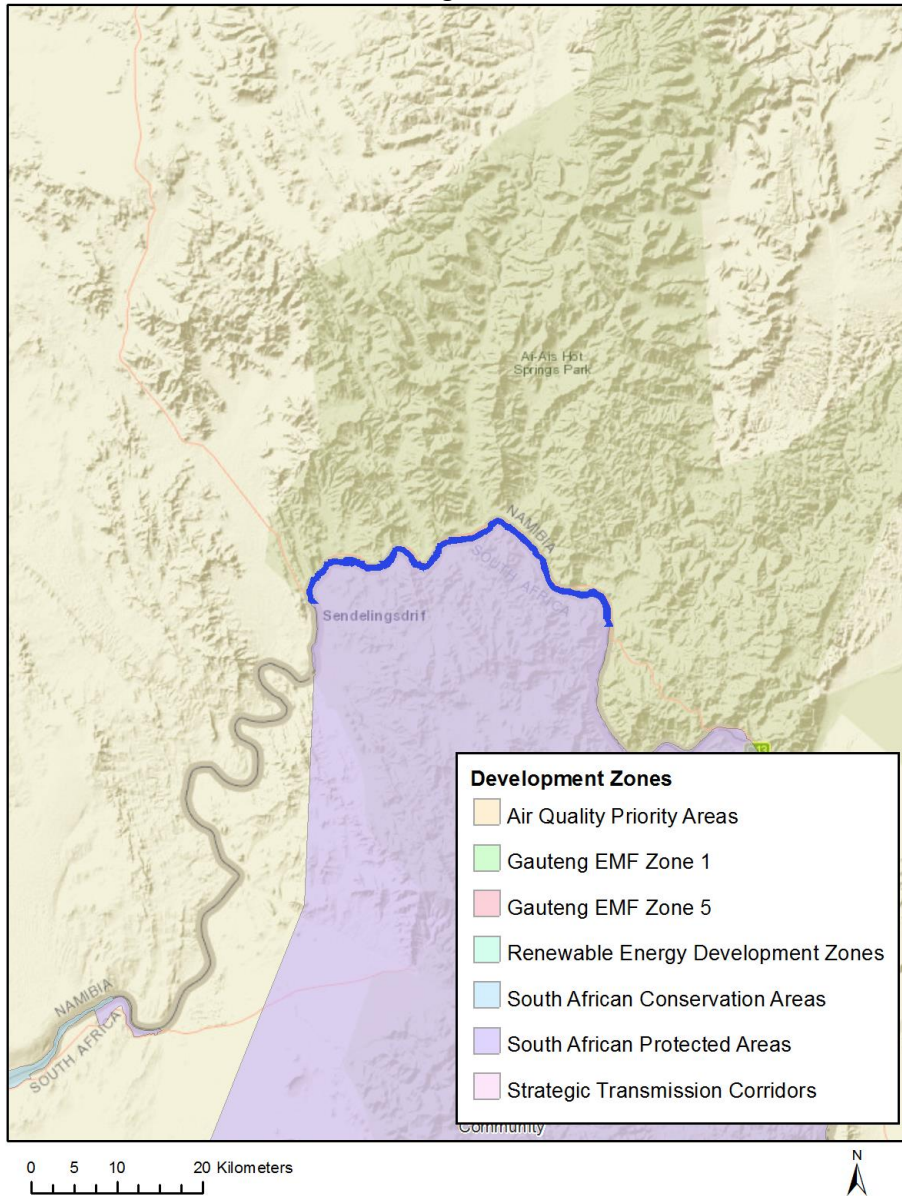 Ai-Ais Hot
Springs Park
NAMIBIA
SOUTH AFRICA
Sendelingsdrif
13
NAMIBIA
SOUTH AFRICA
Development Zones
Air Quality Priority Areas
Gauteng EMF Zone 1
Gauteng EMF Zone 5
Renewable Energy Development Zones
South African Conservation Areas
South African Protected Areas
Strategic Transmission Corridors
Community
0 5 10 20 Kilometers
N